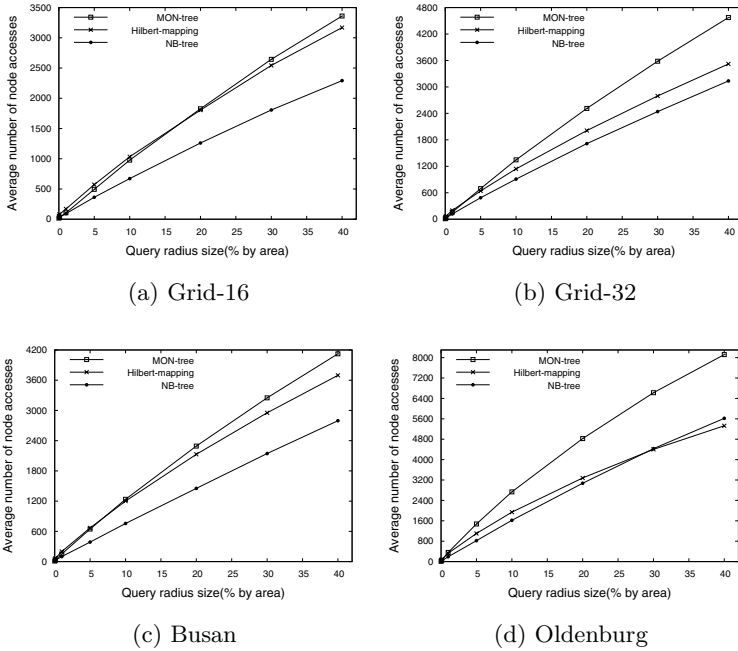 Average number of node accesses
3500
3000
2500
2000
1500
1000
500
0
MON-tree
Hilbert-mapping
NB-tree
0 5 10 15 20 25 30 35 40
Query radius size(% by area)
(a) Grid-16
Average number of node accesses
4800
4200
3600
3000
2400
1800
1200
600
0
MON-tree
Hilbert-mapping
NB-tree
0 5 10 15 20 25 30 35 40
Query radius size(% by area)
(b) Grid-32
Average number of node accesses
4200
3600
3000
2400
1800
1200
600
0
MON-tree
Hilbert-mapping
NB-tree
0 5 10 15 20 25 30 35 40
Query radius size(% by area)
(c) Busan
Average number of node accesses
8000
7200
6400
5600
4800
4000
3200
2400
1600
800
0
MON-tree
Hilbert-mapping
NB-tree
0 5 10 15 20 25 30 35 40
Query radius size(% by area)
(d) Oldenburg